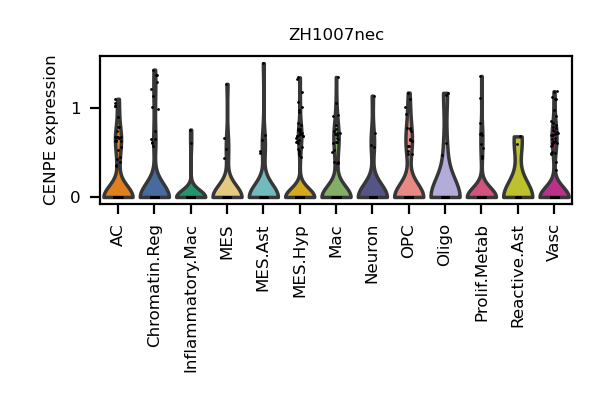 ZH1007nec
CENPE expression
1
0
AC
Chromatin.Reg
Inflammatory.Mac
MES
MES.Ast
MES.Hyp
Mac
Neuron
OPC
Oligo
Prolif.Metab
Reactive.Ast
Vasc